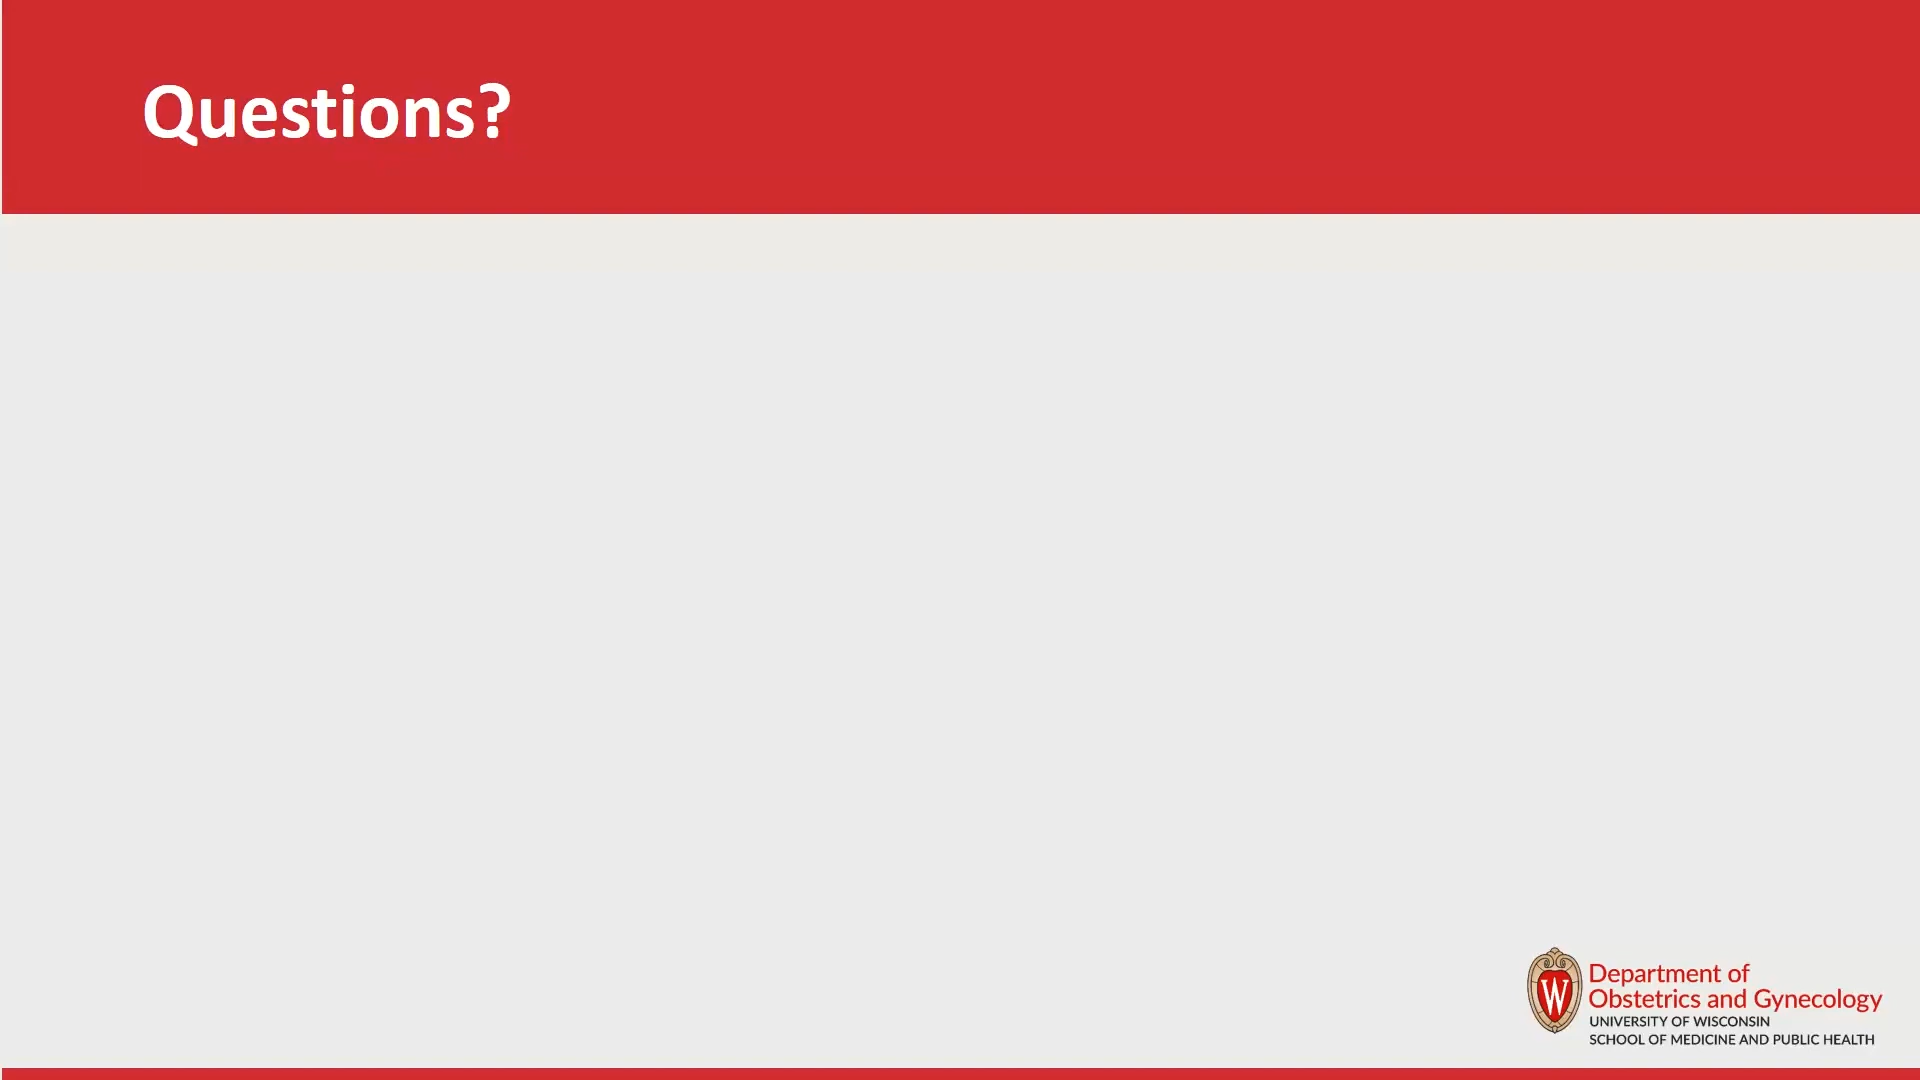 Questions?
W
Department of
Obstetrics and Gynecology
UNIVERSITY OF WISCONSIN
SCHOOL OF MEDICINE AND PUBLIC HEALTH